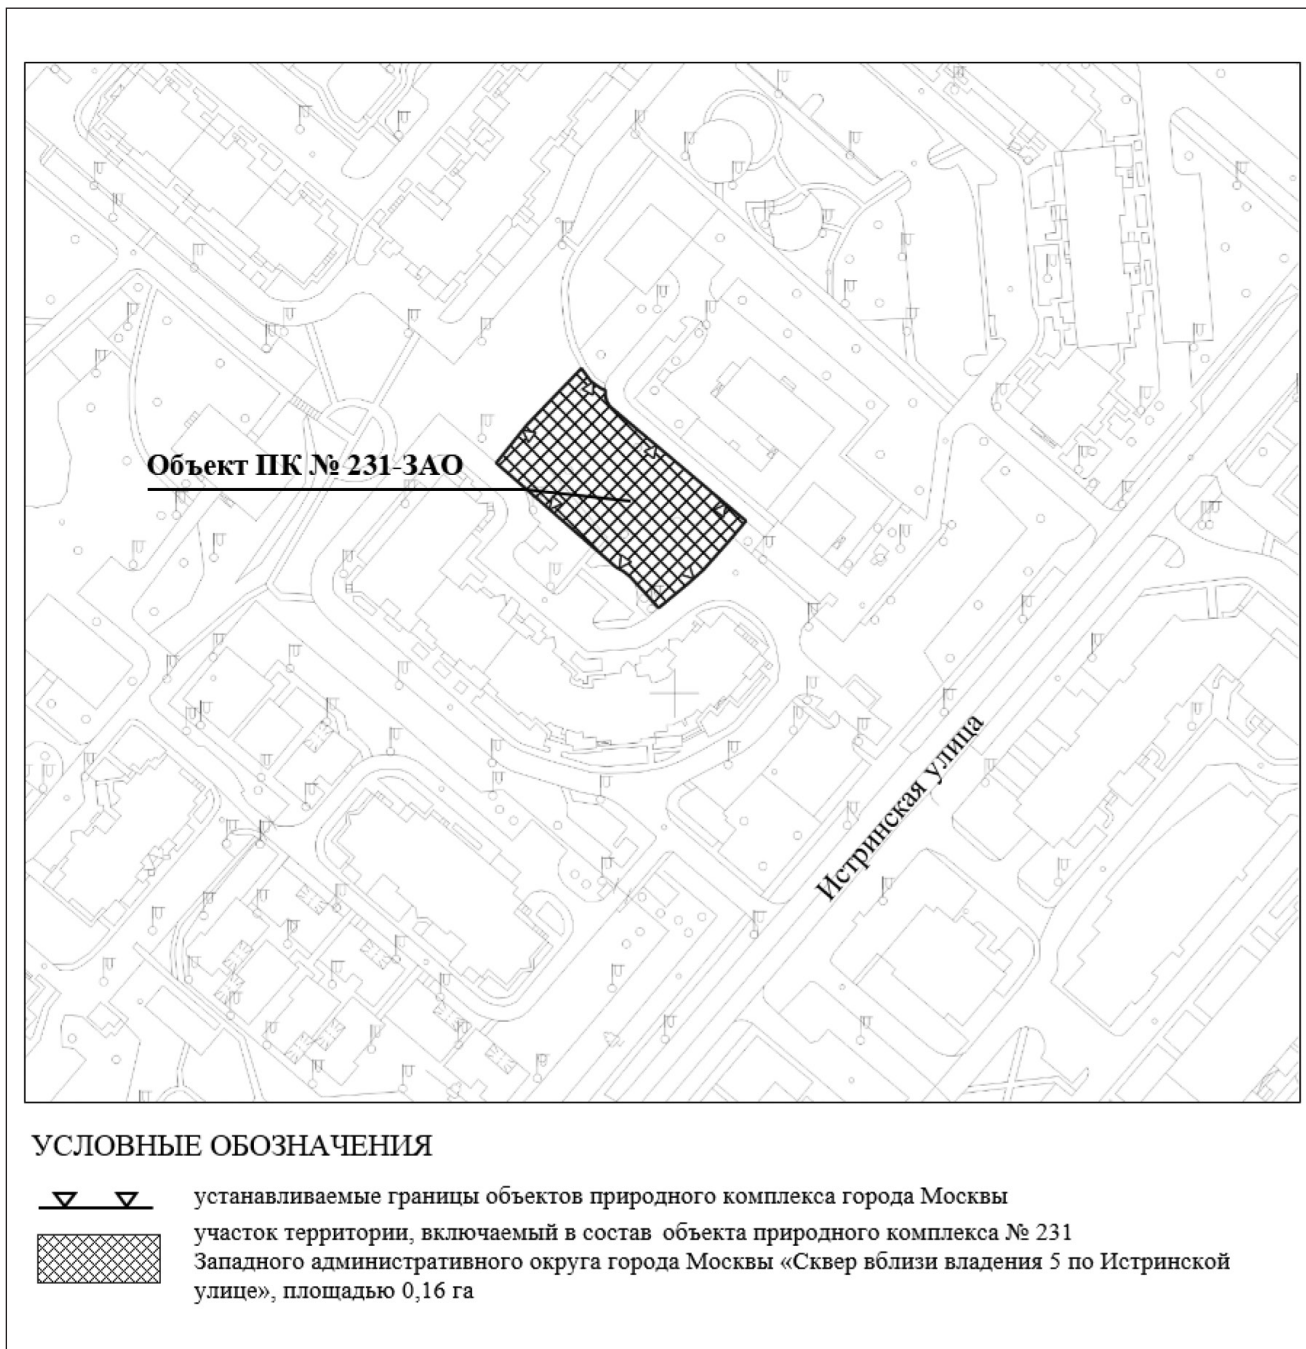 Объект ПК № 231-ЗАО
Истринская улица
УСЛОВНЫЕ ОБОЗНАЧЕНИЯ
устанавливаемые границы объектов природного комплекса города Москвы
участок территории, включаемый в состав объекта природного комплекса № 231
Западного административного округа города Москвы «Сквер вблизи владения 5 по Истринской
улице», площадью 0,16 га